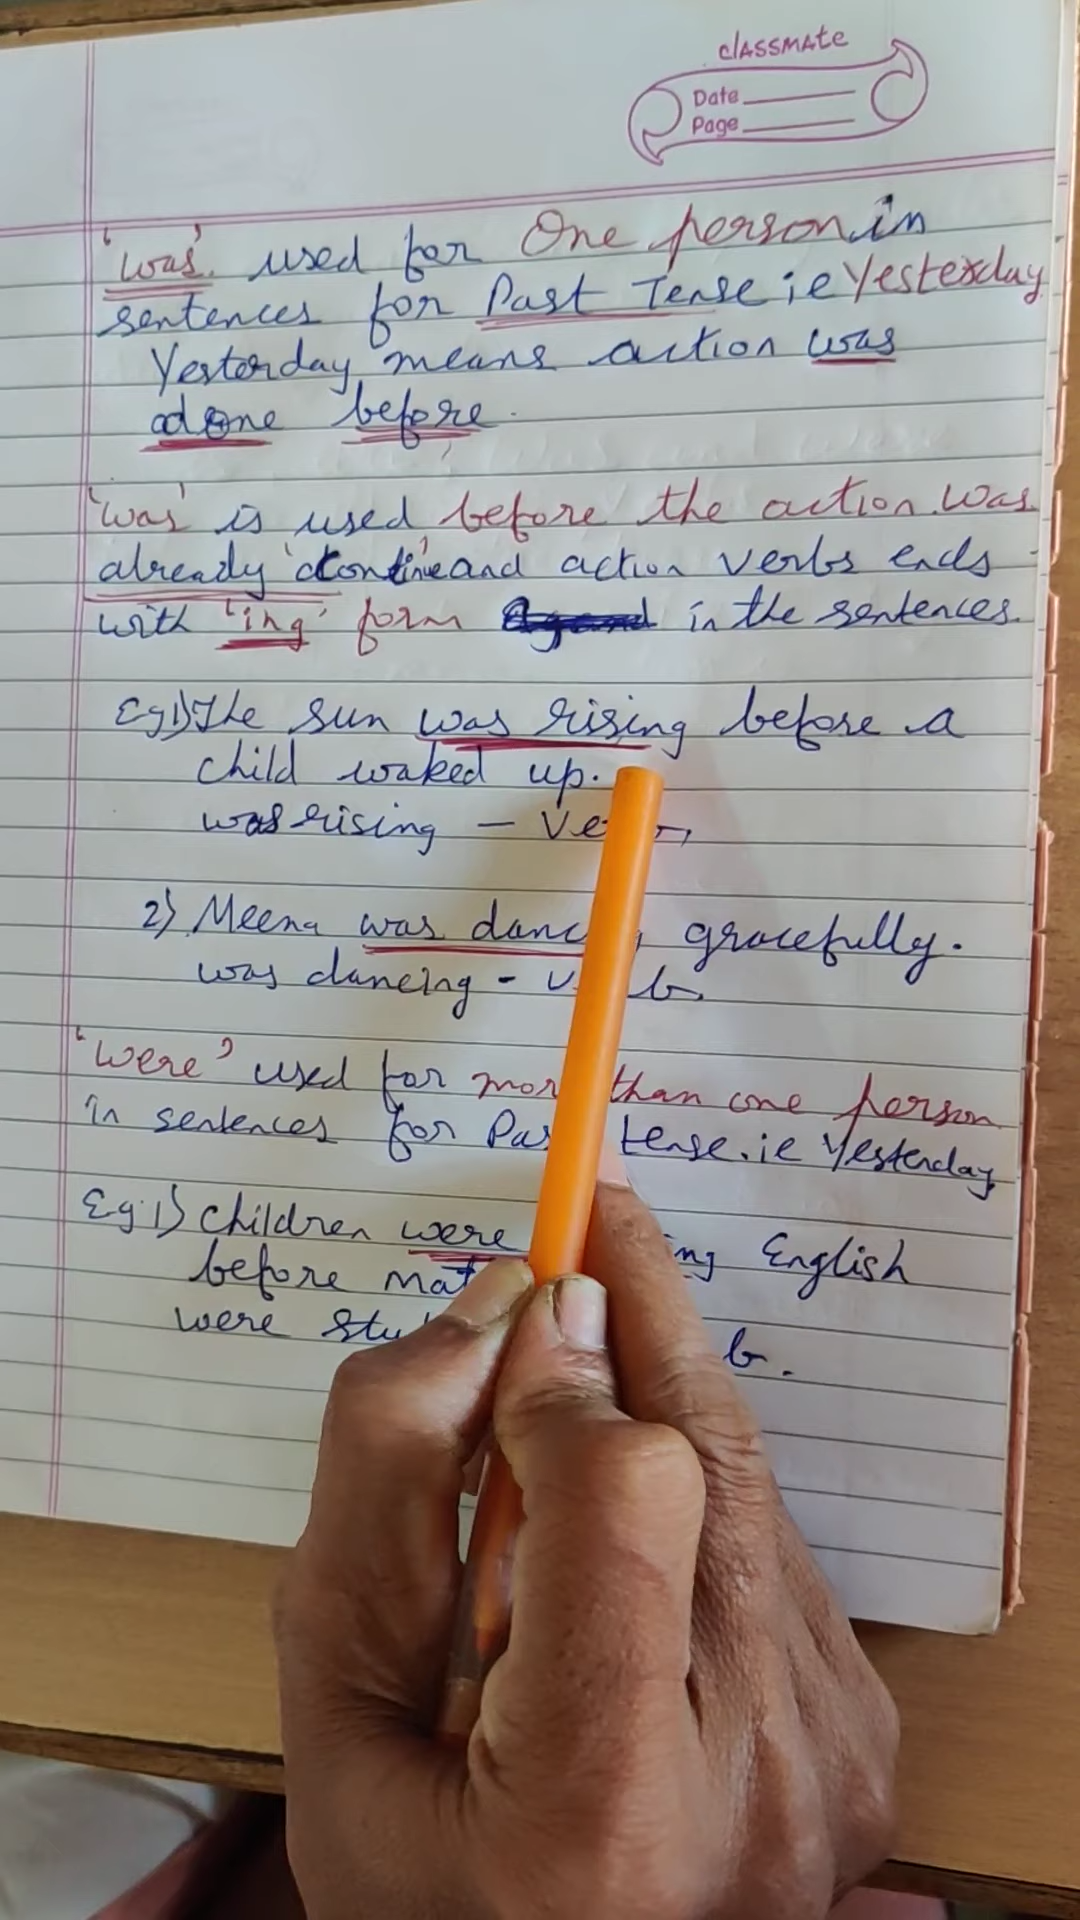 classmate
Date
Page
'was' used for One person in
sentences for Past Tense ie Yesterday
Yesterday means action was
done before.
'was' is used before the action was
already 'contine' and action verbs ends
with 'ing' form in the sentences.
Eg 1) The sun was rising before a
child waked up.
was rising -
2) Meena was gracefully.
was dancing -
'were' used for than one person
in sentences for tense. ie Yesterday
Eg 1) Children were English
before
were